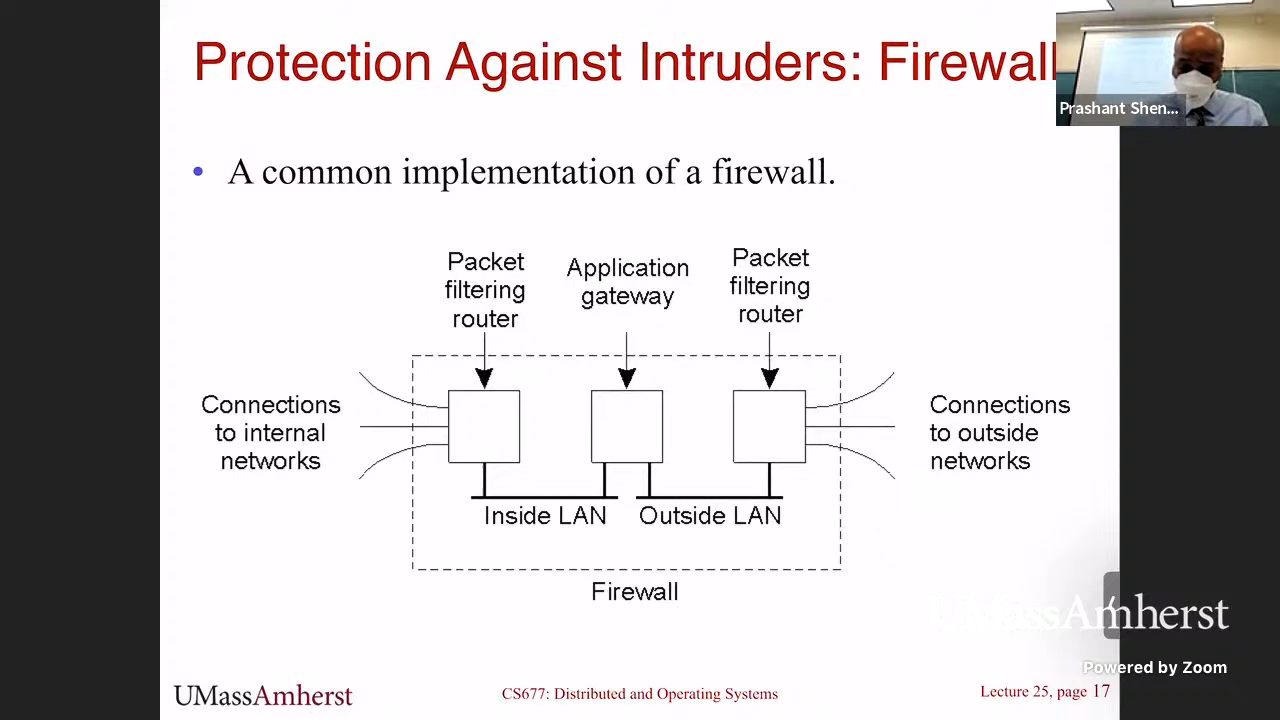 Protection Against Intruders: Firewall
Prashant Shen...
• A common implementation of a firewall.
Packet
filtering
router
Application
gateway
Packet
filtering
router
Connections
to internal
networks
Connections
to outside
networks
Inside LAN
Outside LAN
Firewall
UMassAmherst
Powered by Zoom
UMassAmherst
CS677: Distributed and Operating Systems
Lecture 25, page 17